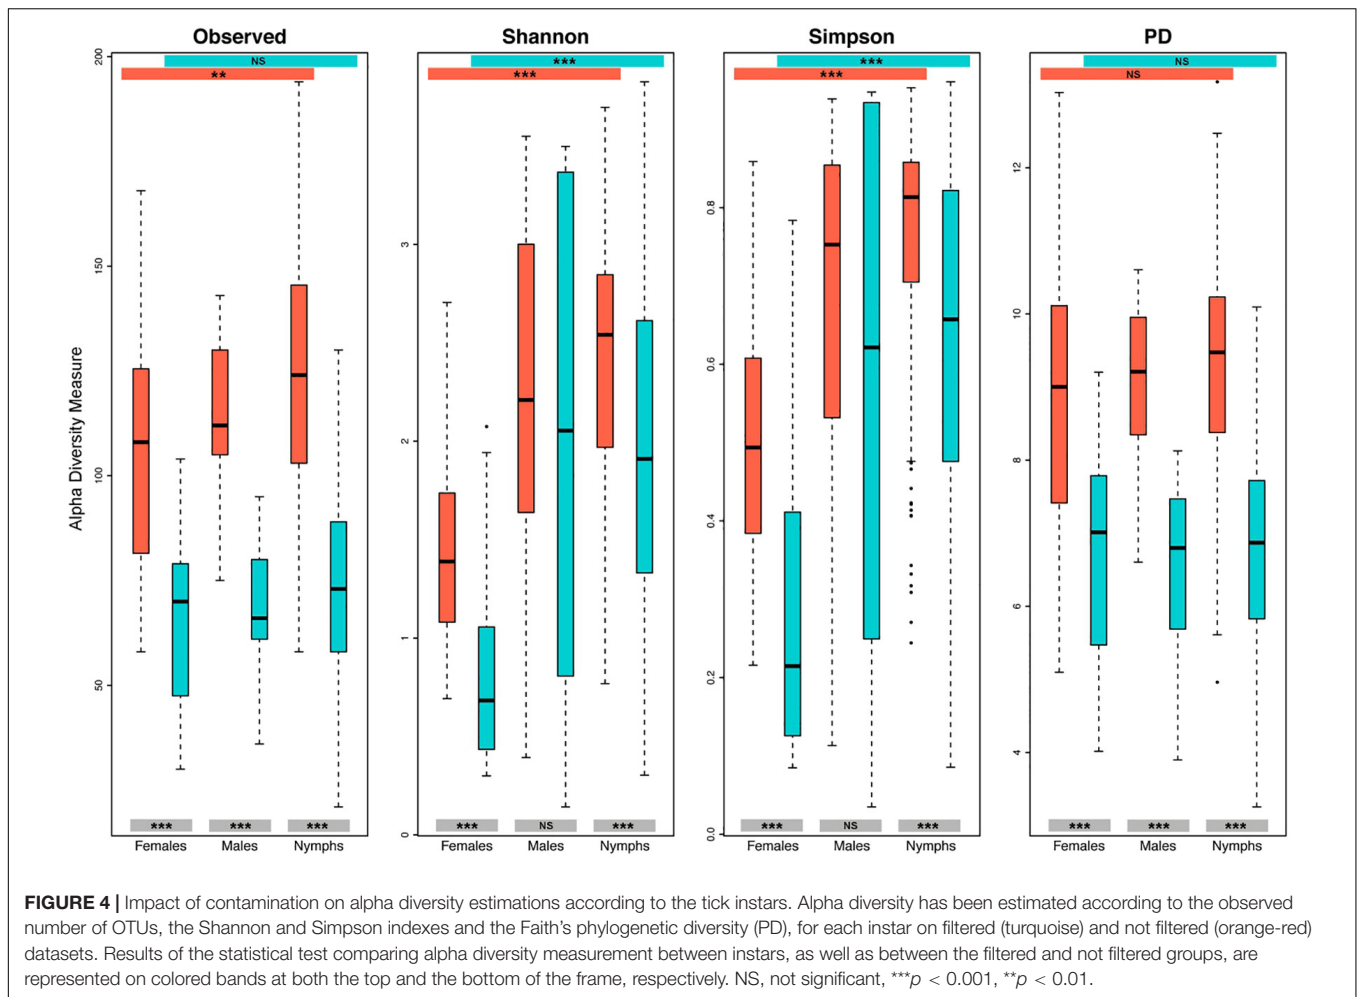 Observed
Shannon
Simpson
PD
NS
**
***
***
***
***
NS
NS
Alpha Diversity Measure
200
150
100
50
3
2
1
0
0.8
0.6
0.4
0.2
0.0
12
10
8
6
4
***
***
***
***
NS
***
***
NS
***
***
***
***
Females Males Nymphs
Females Males Nymphs
Females Males Nymphs
Females Males Nymphs
FIGURE 4 | Impact of contamination on alpha diversity estimations according to the tick instars. Alpha diversity has been estimated according to the observed
number of OTUs, the Shannon and Simpson indexes and the Faith's phylogenetic diversity (PD), for each instar on filtered (turquoise) and not filtered (orange-red)
datasets. Results of the statistical test comparing alpha diversity measurement between instars, as well as between the filtered and not filtered groups, are
represented on colored bands at both the top and the bottom of the frame, respectively. NS, not significant, ***p < 0.001, **p < 0.01.